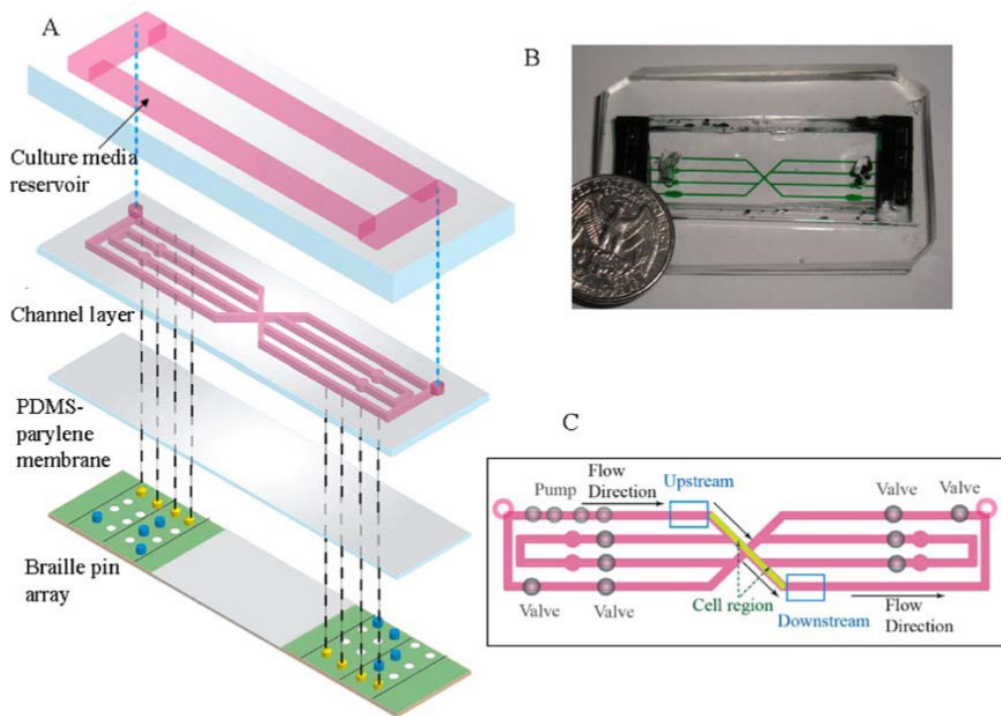 A
Culture media
reservoir
Channel layer
PDMS-
parylene
membrane
Braille pin
array
B
C
Pump
Flow
Direction
Upstream
Valve
Valve
Valve
Valve
Cell region
Downstream
Flow
Direction